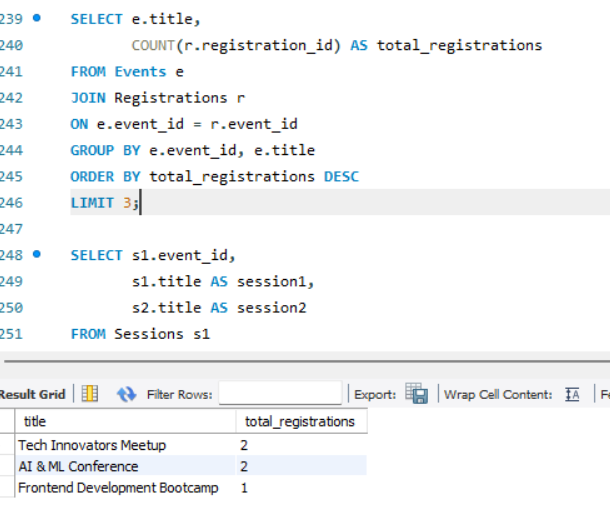 239 SELECT e.title,
240 COUNT(r.registration_id) AS total_registrations
241 FROM Events e
242 JOIN Registrations r
243 ON e.event_id = r.event_id
244 GROUP BY e.event_id, e.title
245 ORDER BY total_registrations DESC
246 LIMIT 3;
247
248 SELECT s1.event_id,
249 s1.title AS session1,
250 s2.title AS session2
251 FROM Sessions s1
Result Grid Filter Rows: Export: Wrap Cell Content: IA Fe
title total_registrations
Tech Innovators Meetup 2
AI & ML Conference 2
Frontend Development Bootcamp 1